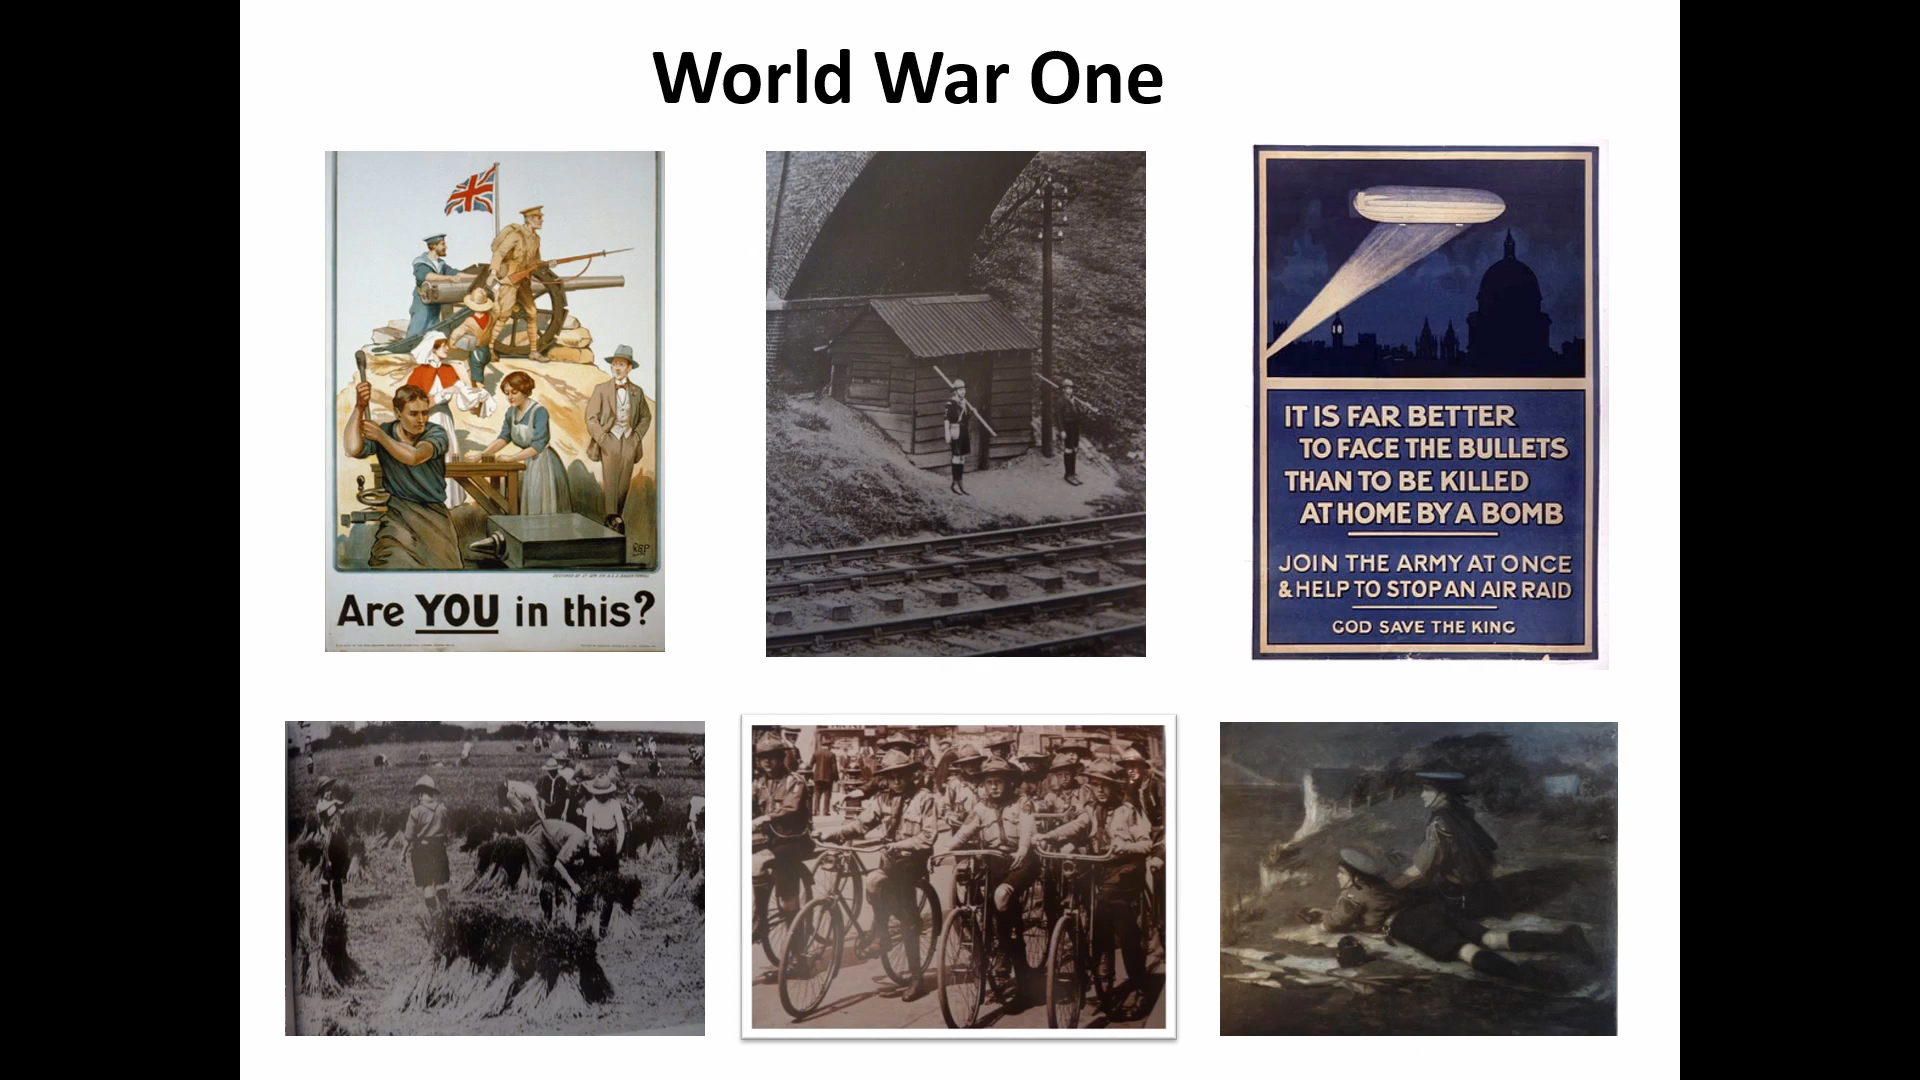 World War One
Are YOU in this?
IT IS FAR BETTER
TO FACE THE BULLETS
THAN TO BE KILLED
AT HOME BY A BOMB
JOIN THE ARMY AT ONCE
& HELP TO STOP AN AIR RAID
GOD SAVE THE KING